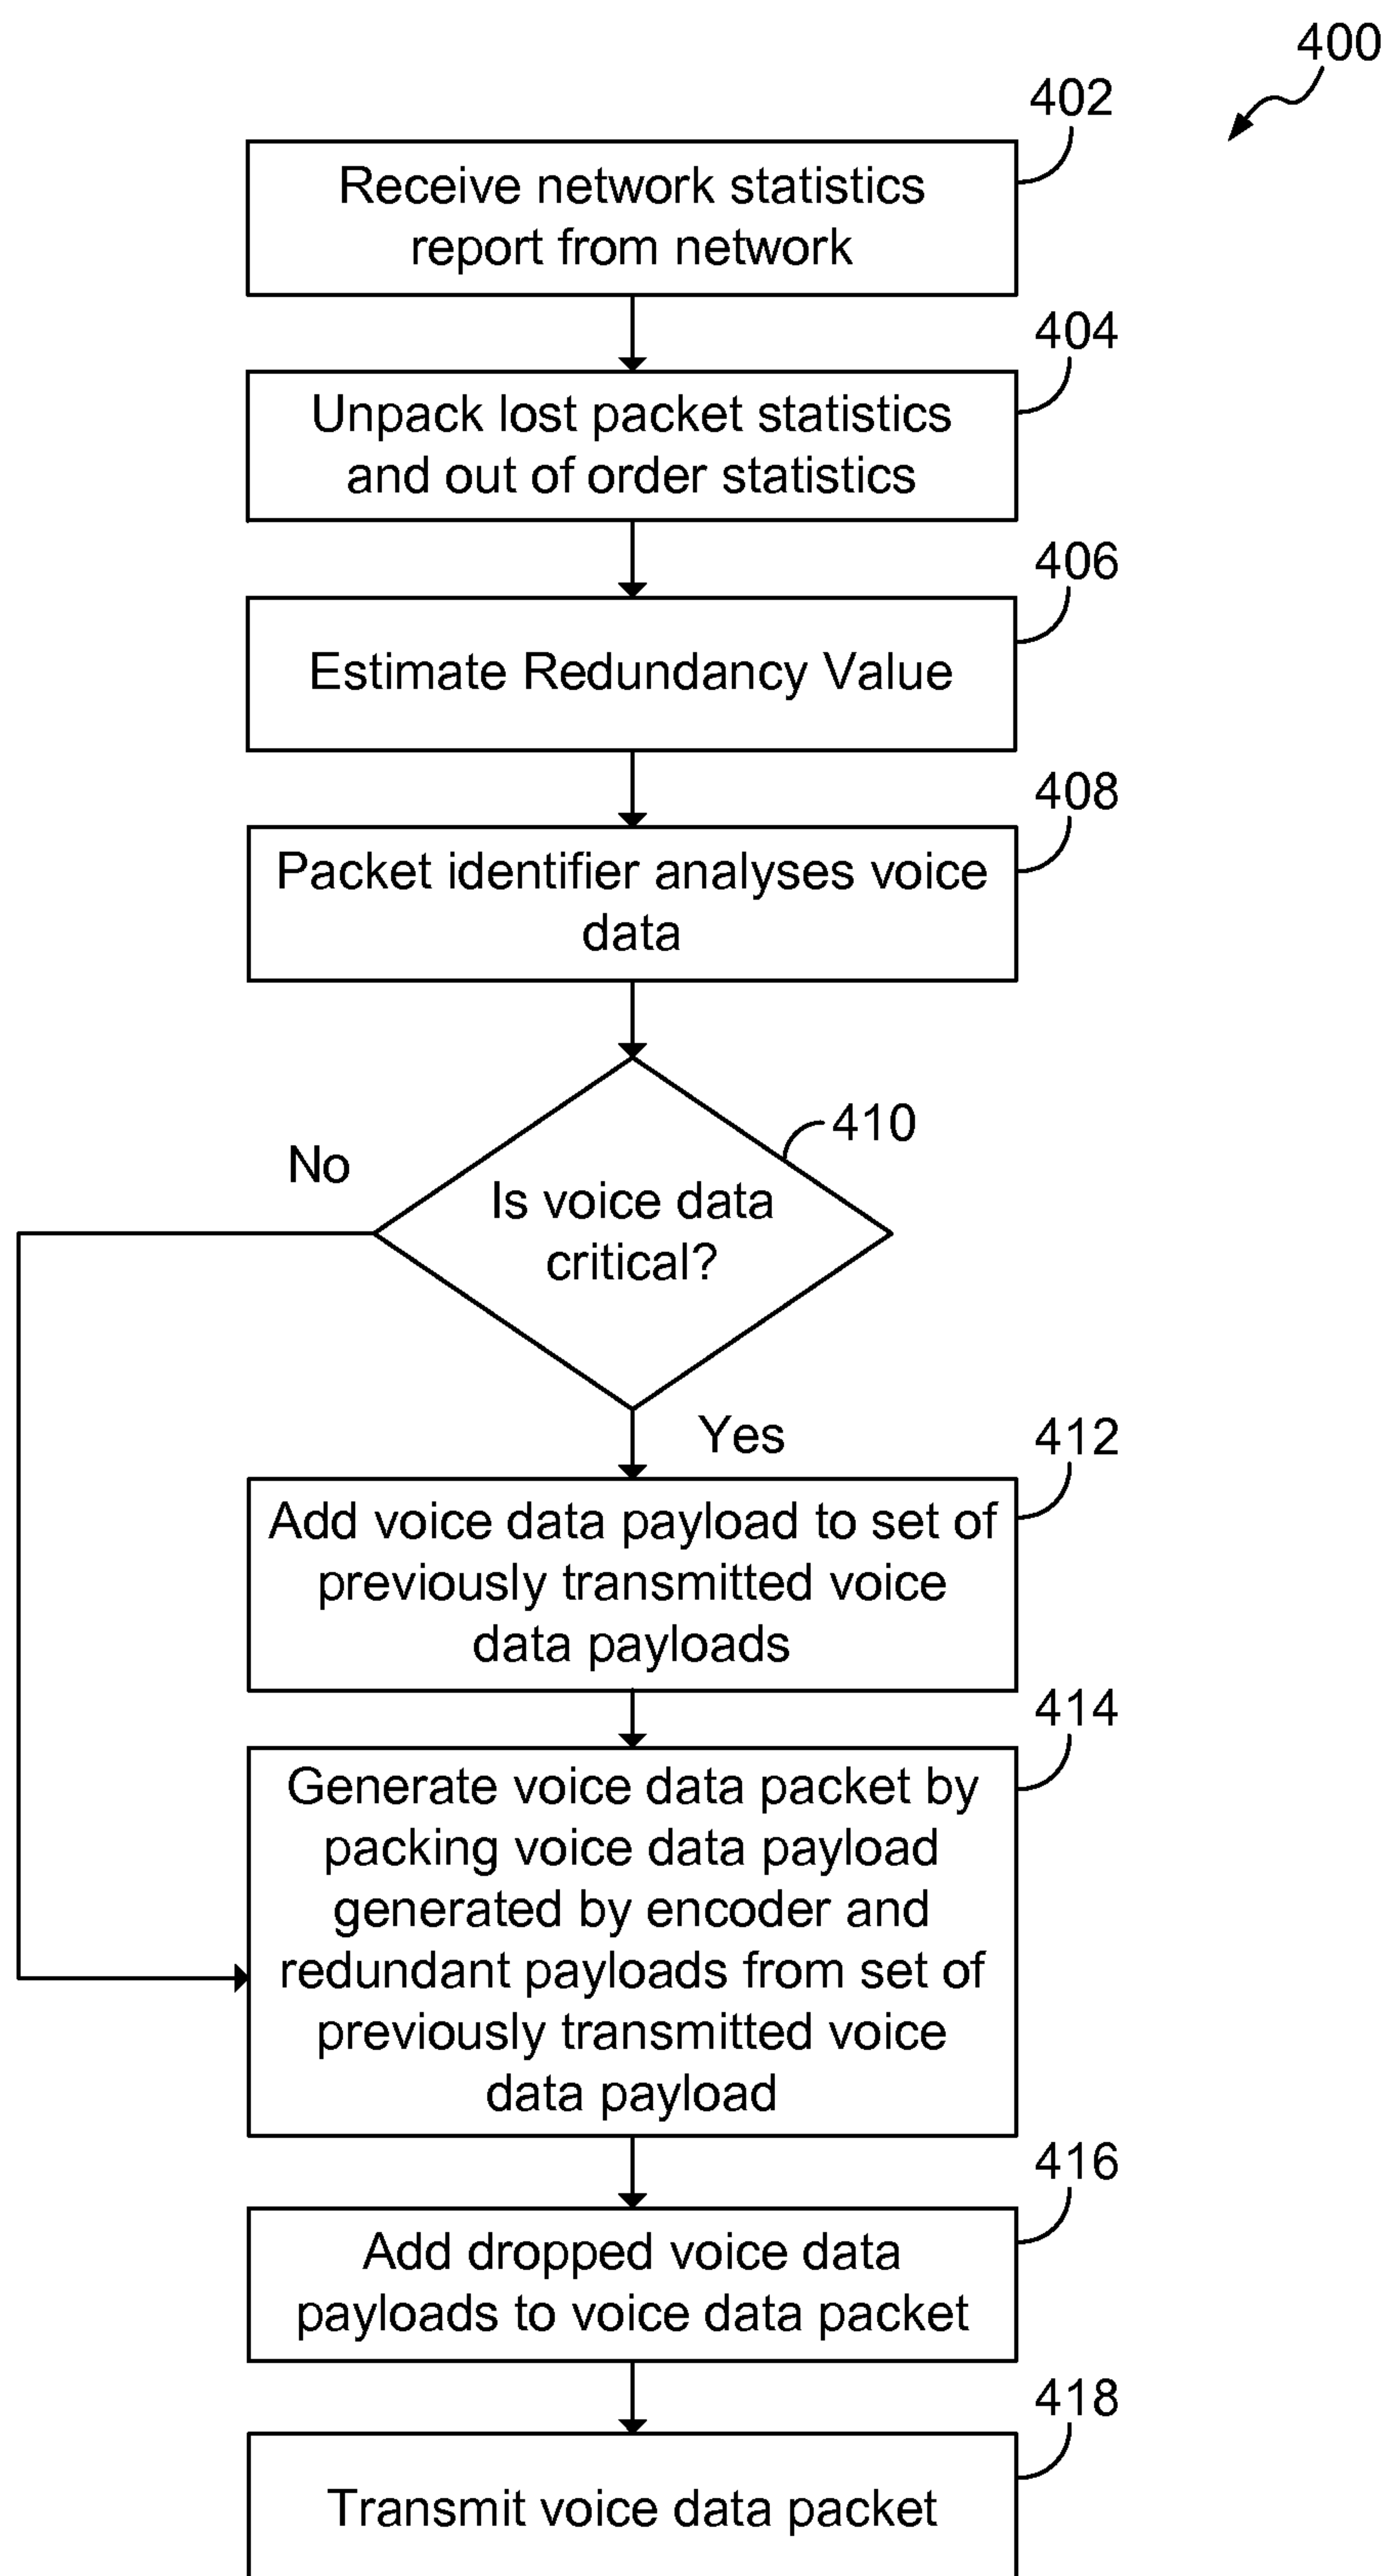 400
402
Receive network statistics
report from network
404
Unpack lost packet statistics
and out of order statistics
406
Estimate Redundancy Value
408
Packet identifier analyses voice
data
410
No
Is voice data
critical?
Yes
412
Add voice data payload to set of
previously transmitted voice
data payloads
414
Generate voice data packet by
packing voice data payload
generated by encoder and
redundant payloads from set of
previously transmitted voice
data payload
416
Add dropped voice data
payloads to voice data packet
418
Transmit voice data packet